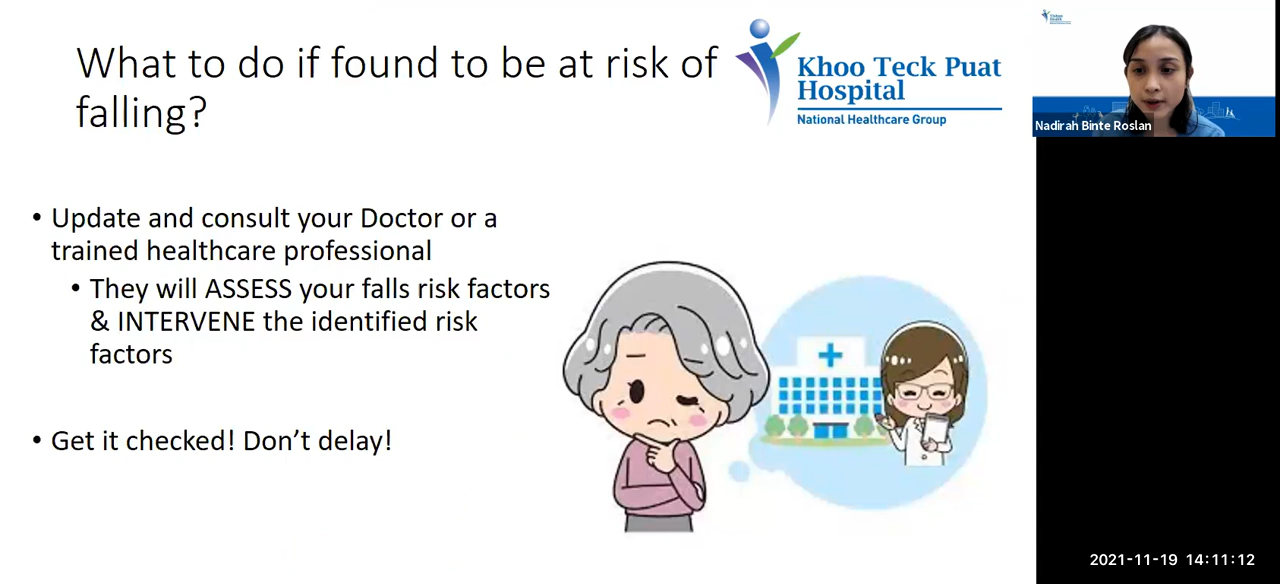 What to do if found to be at risk of
falling?
Khoo Teck Puat
Hospital
National Healthcare Group
• Update and consult your Doctor or a
trained healthcare professional
• They will ASSESS your falls risk factors
& INTERVENE the identified risk
factors
• Get it checked! Don’t delay!
Nadirah Binte Roslan
2021-11-19 14:11:12